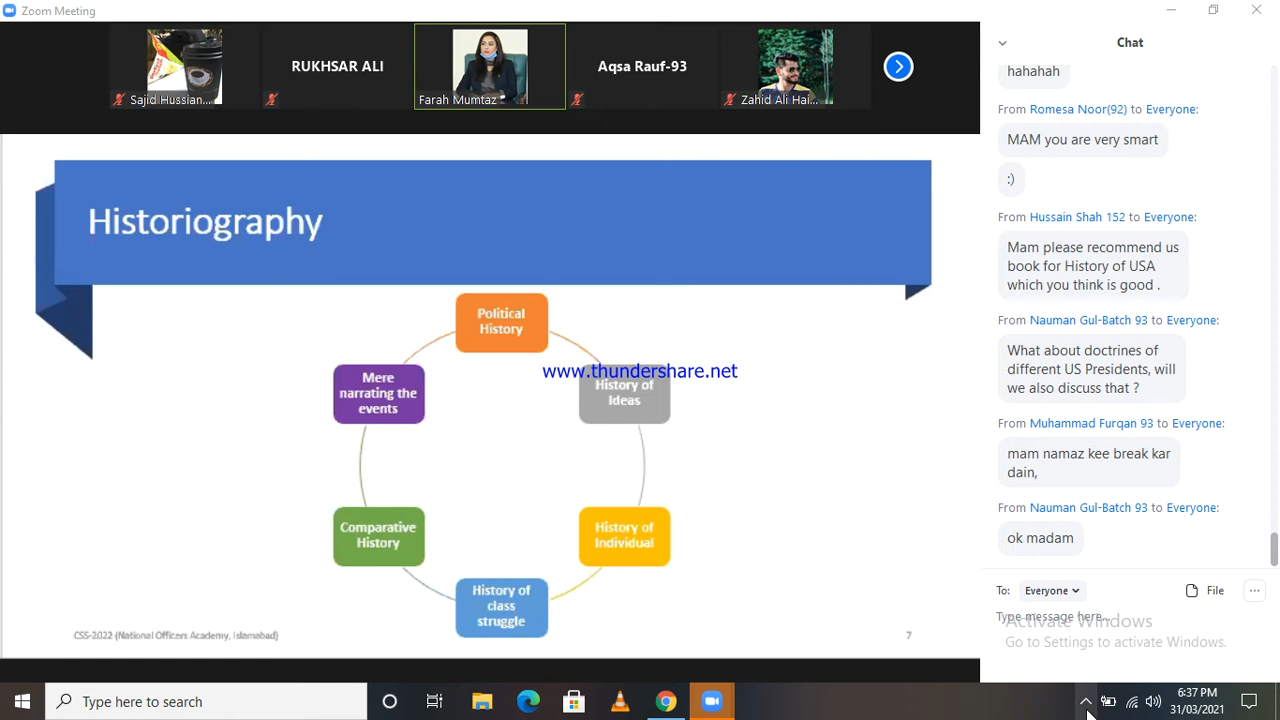 Zoom Meeting
Sajid Hussian...
RUKHSAR ALI
Farah Mumtaz
Aqsa Rauf-93
Zahid Ali Hai...
Historiography
Political
History
www.thundershare.net
History of
Ideas
History of
Individual
History of
class
struggle
Comparative
History
Mere
narrating the
events
CSS-2022 (National Officers Academy, Islamabad)
7
Chat
hahahah
From Romesa Noor(92) to Everyone:
MAM you are very smart
:)
From Hussain Shah 152 to Everyone:
Mam please recommend us
book for History of USA
which you think is good .
From Nauman Gul-Batch 93 to Everyone:
What about doctrines of
different US Presidents, will
we also discuss that ?
From Muhammad Furqan 93 to Everyone:
mam namaz kee break kar
dain,
From Nauman Gul-Batch 93 to Everyone:
ok madam
To: Everyone
File
Type message here...
Activate Windows
Go to Settings to activate Windows.
Type here to search
6:37 PM
31/03/2021